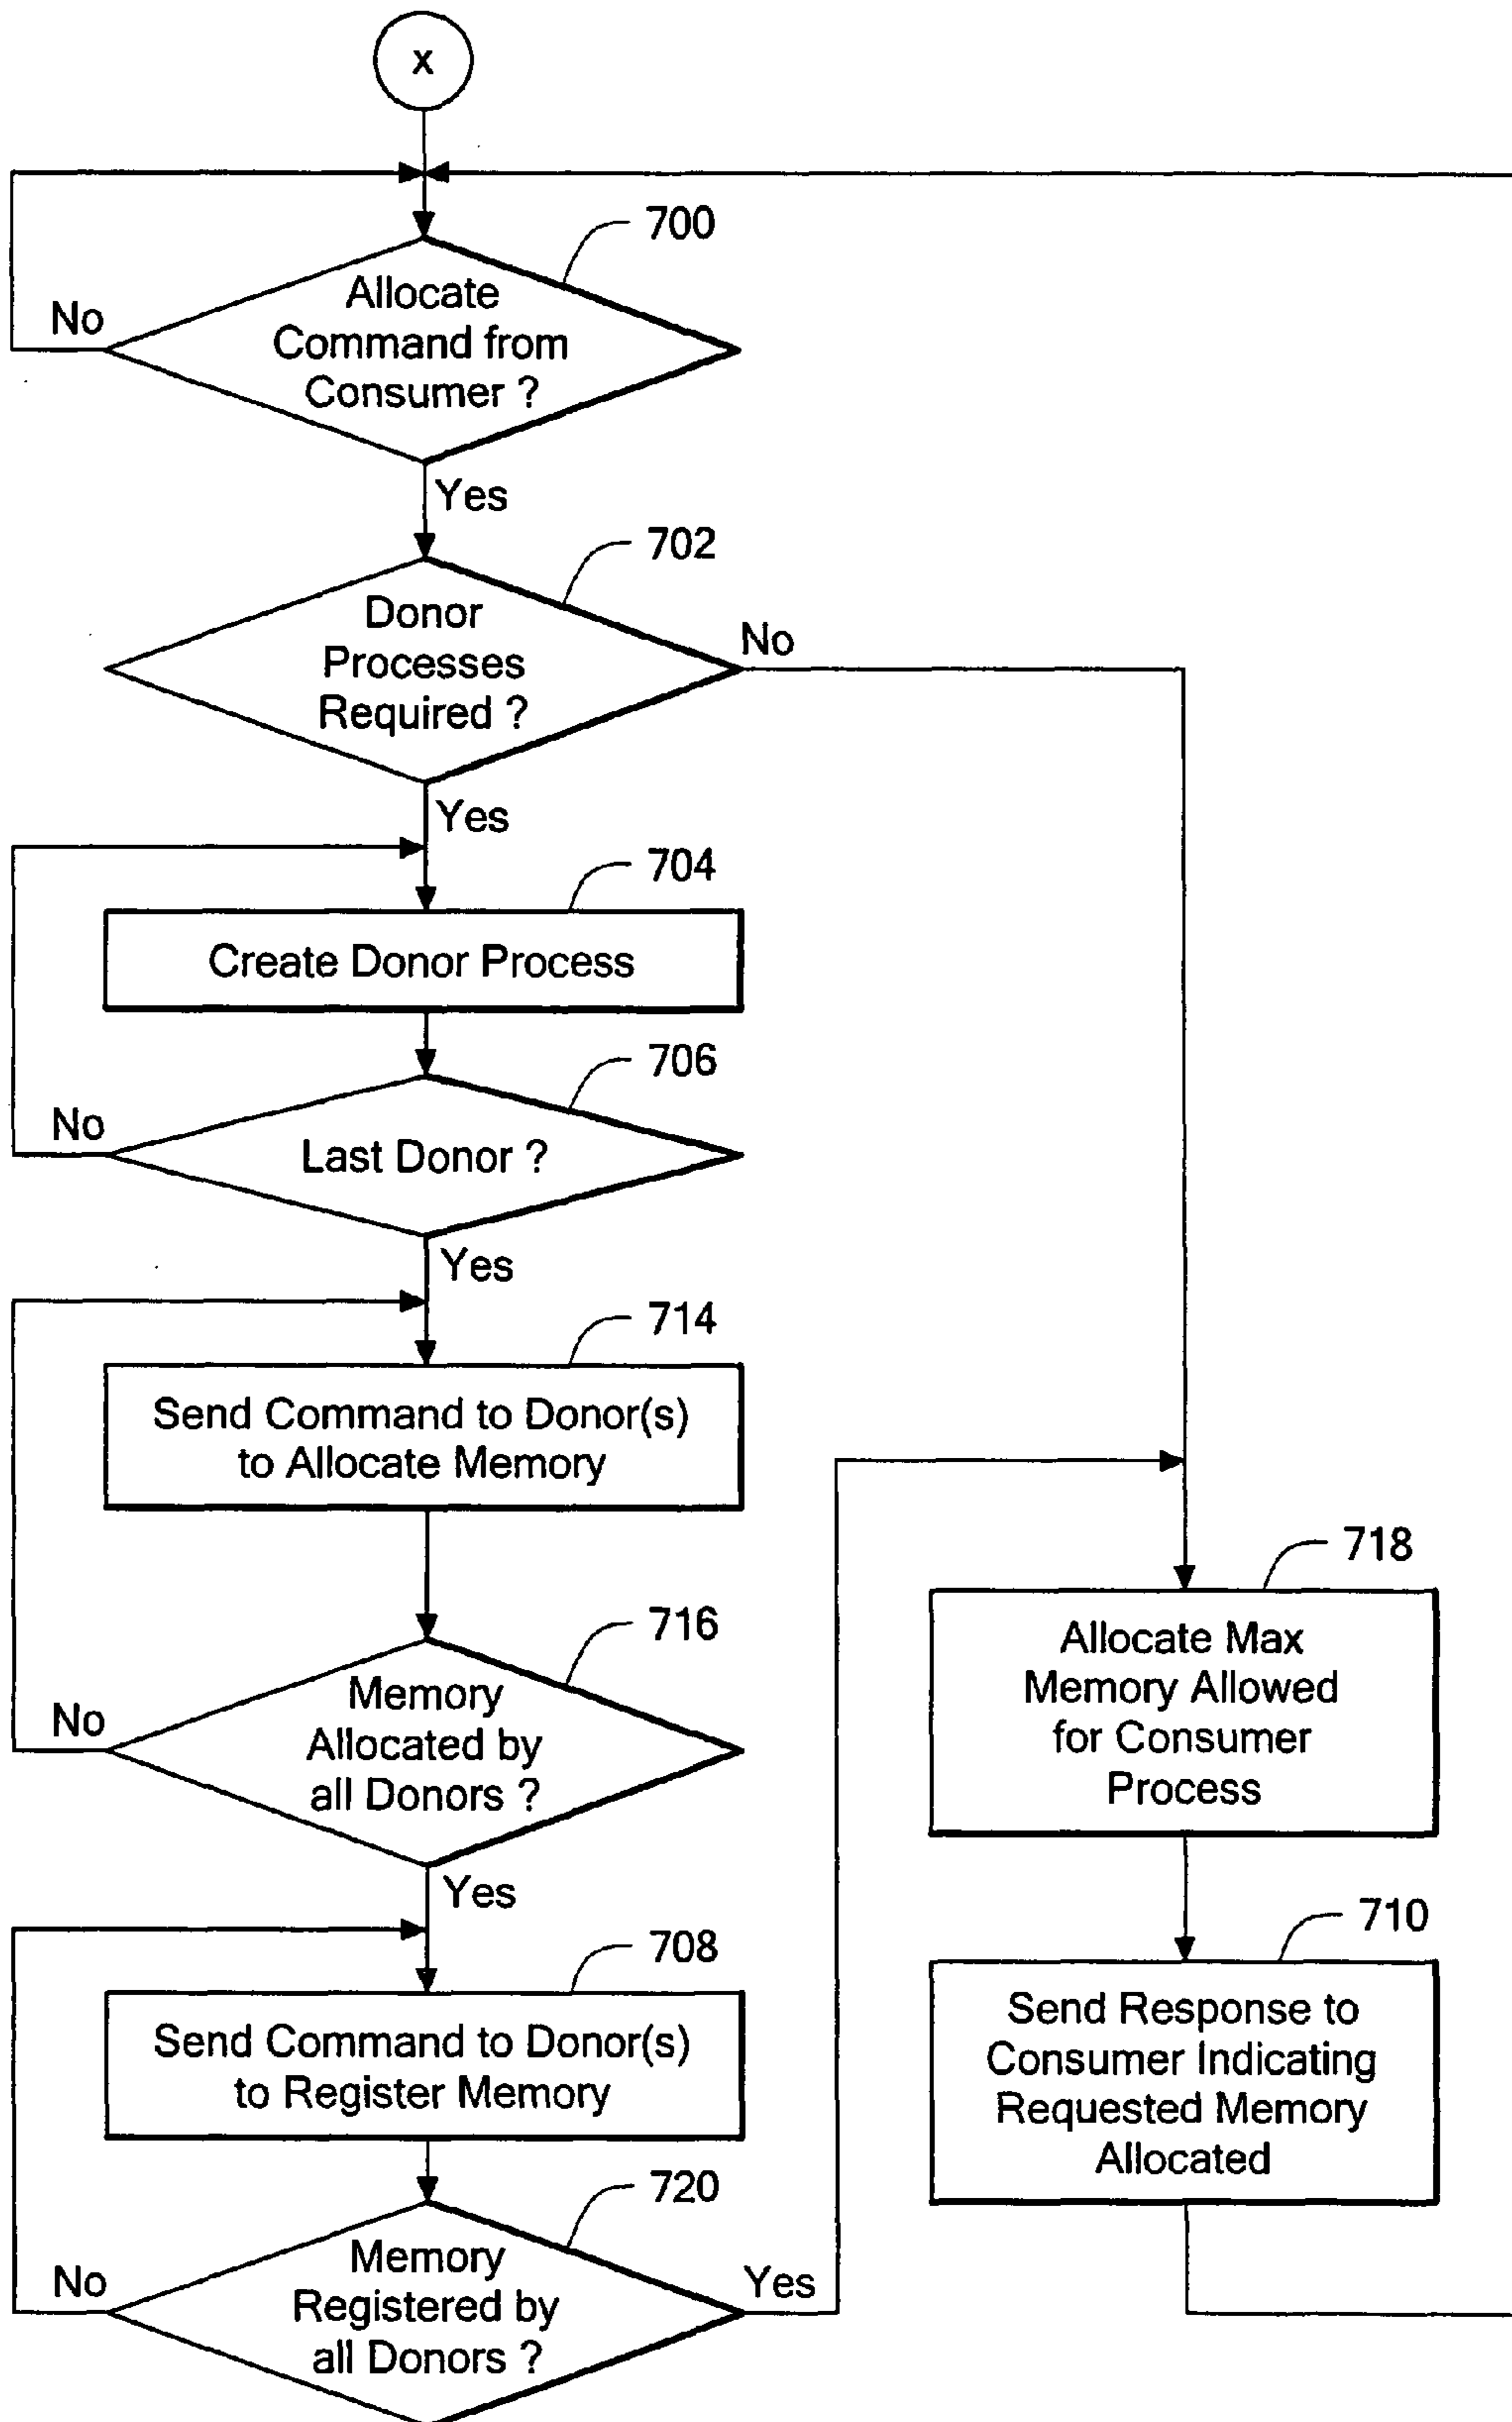 x
700
Allocate
Command from
Consumer ?
No
Yes
702
Donor
Processes
Required ?
No
Yes
704
Create Donor Process
706
Last Donor ?
No
Yes
714
Send Command to Donor(s)
to Allocate Memory
716
Memory
Allocated by
all Donors ?
No
Yes
708
Send Command to Donor(s)
to Register Memory
720
Memory
Registered by
all Donors ?
No
Yes
718
Allocate Max
Memory Allowed
for Consumer
Process
710
Send Response to
Consumer Indicating
Requested Memory
Allocated